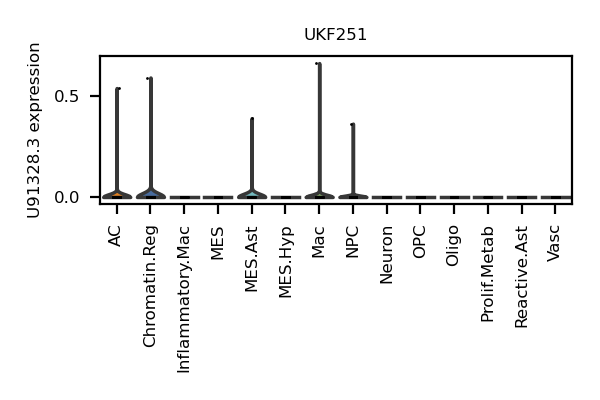 UKF251
U91328.3 expression
0.5
0.0
AC
Chromatin.Reg
Inflammatory.Mac
MES
MES.Ast
MES.Hyp
Mac
NPC
Neuron
OPC
Oligo
Prolif.Metab
Reactive.Ast
Vasc